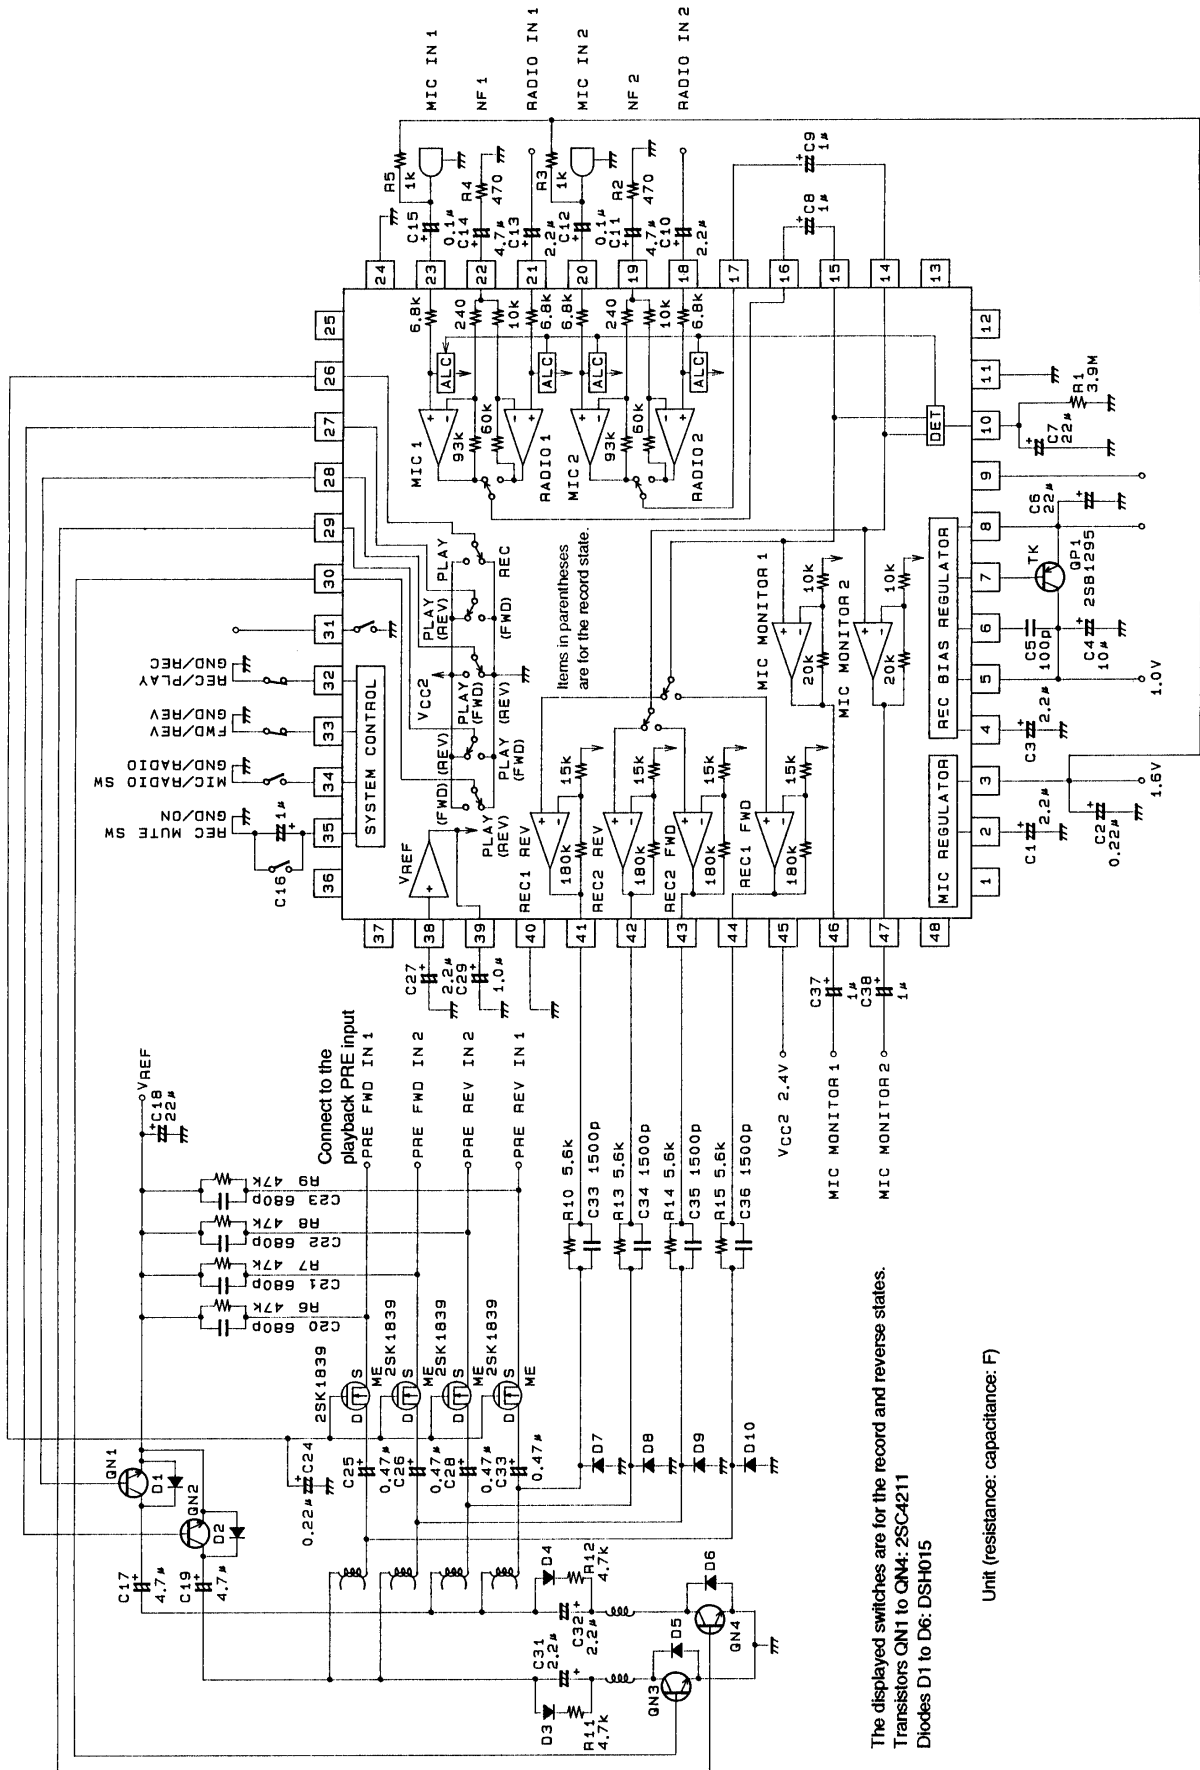 MIC IN 1
NF 1
RADIO IN 1
MIC IN 2
NF 2
RADIO IN 2
R5
1k
R4
470
R3
1k
R2
470
C15
0.1μ
C14
4.7μ
C13
2.2μ
C12
0.1μ
C11
4.7μ
C10
2.2μ
C9
1μ
C8
1μ
24
23
22
21
20
19
18
17
16
15
14
13
6.8k
240
10k
6.8k
6.8k
240
10k
6.8k
ALC
ALC
ALC
ALC
MIC 1
93k
60k
RADIO 1
MIC 2
93k
60k
RADIO 2
DET
25
26
27
28
29
30
31
32
33
34
35
36
12
11
10
9
8
7
6
5
4
3
2
1
R1
3.9M
C7
22μ
C6
22μ
TK
QP1
2SB1295
C5
100p
C4
10μ
1.0V
C3
2.2μ
1.6V
C2
0.22μ
C1
2.2μ
REC BIAS REGULATOR
MIC REGULATOR
GND/REC
REC/PLAY
GND/REV
FWD/REV
GND/RADIO
MIC/RADIO SW
GND/ON
REC MUTE SW
C16
1μ
SYSTEM CONTROL
PLAY
REC
PLAY
(REV)
(FWD)
VCC2
PLAY
(FWD)
(REV)
(REV)
PLAY
(FWD)
(FWD)
PLAY
(REV)
Items in parentheses
are for the record state.
MIC MONITOR 1
10k
20k
MIC MONITOR 2
10k
20k
VREF
REC1 REV
15k
180k
REC2 REV
15k
180k
REC2 FWD
15k
180k
REC1 FWD
15k
180k
37
38
39
40
41
42
43
44
45
46
47
48
C27
2.2μ
C29
1.0μ
C37
1μ
C38
1μ
VCC2 2.4V
MIC MONITOR 1
MIC MONITOR 2
Connect to the
playback PRE input
PRE FWD IN 1
PRE FWD IN 2
PRE REV IN 2
PRE REV IN 1
R10 5.6k
C33 1500p
R13 5.6k
C34 1500p
R14 5.6k
C35 1500p
R15 5.6k
C36 1500p
VREF
C18
22μ
R9 47k
C23 680p
R8 47k
C22 680p
R7 47k
C21 680p
R6 47k
C20 680p
2SK1839
D
S
ME
2SK1839
D
S
ME
2SK1839
D
S
ME
2SK1839
D
S
ME
C24
0.22μ
C25
0.47μ
C26
0.47μ
C28
0.47μ
C33
0.47μ
D7
D8
D9
D10
QN1
D1
QN2
D2
C17
4.7μ
C19
4.7μ
D4
R12
4.7k
C32
2.2μ
C31
2.2μ
D3
R11
4.7k
D5
QN3
D6
QN4
The displayed switches are for the record and reverse states.
Transistors QN1 to QN4: 2SC4211
Diodes D1 to D6: DSH015
Unit (resistance: capacitance: F)